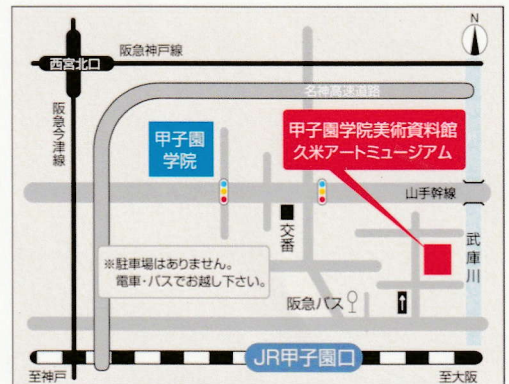 N
阪急神戸線
西宮北口
名神高速道路
阪急今津線
甲子園
学院
甲子園学院美術資料館
久米アートミュージアム
山手幹線
交番
武庫川
※駐車場はありません。
電車・バスでお越し下さい。
阪急バス
JR甲子園口
至神戸
至大阪